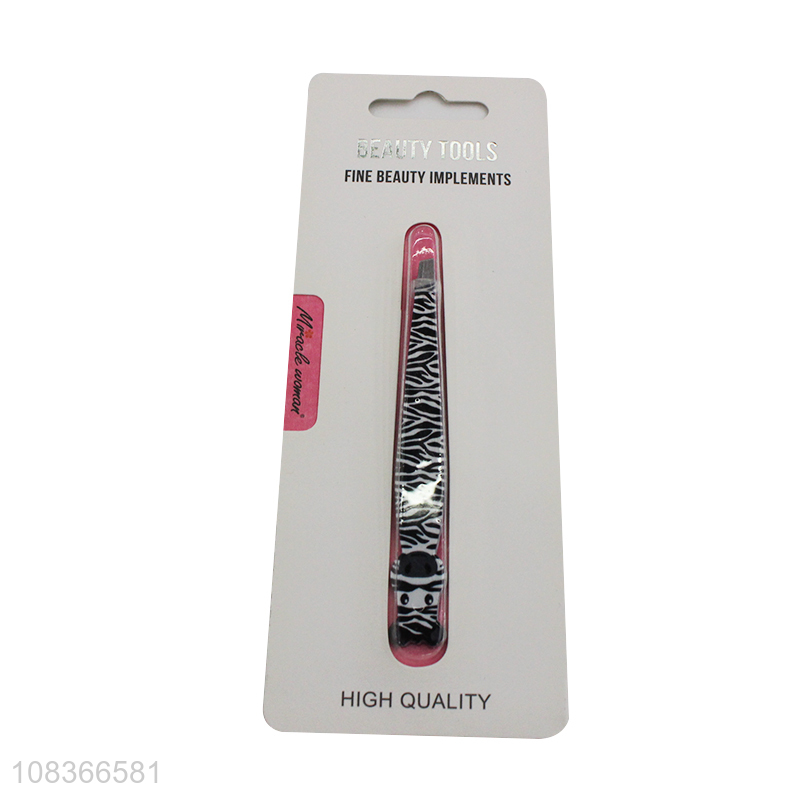 BEAUTY TOOLS
FINE BEAUTY IMPLEMENTS
Miracle woman®
HIGH QUALITY
108366581